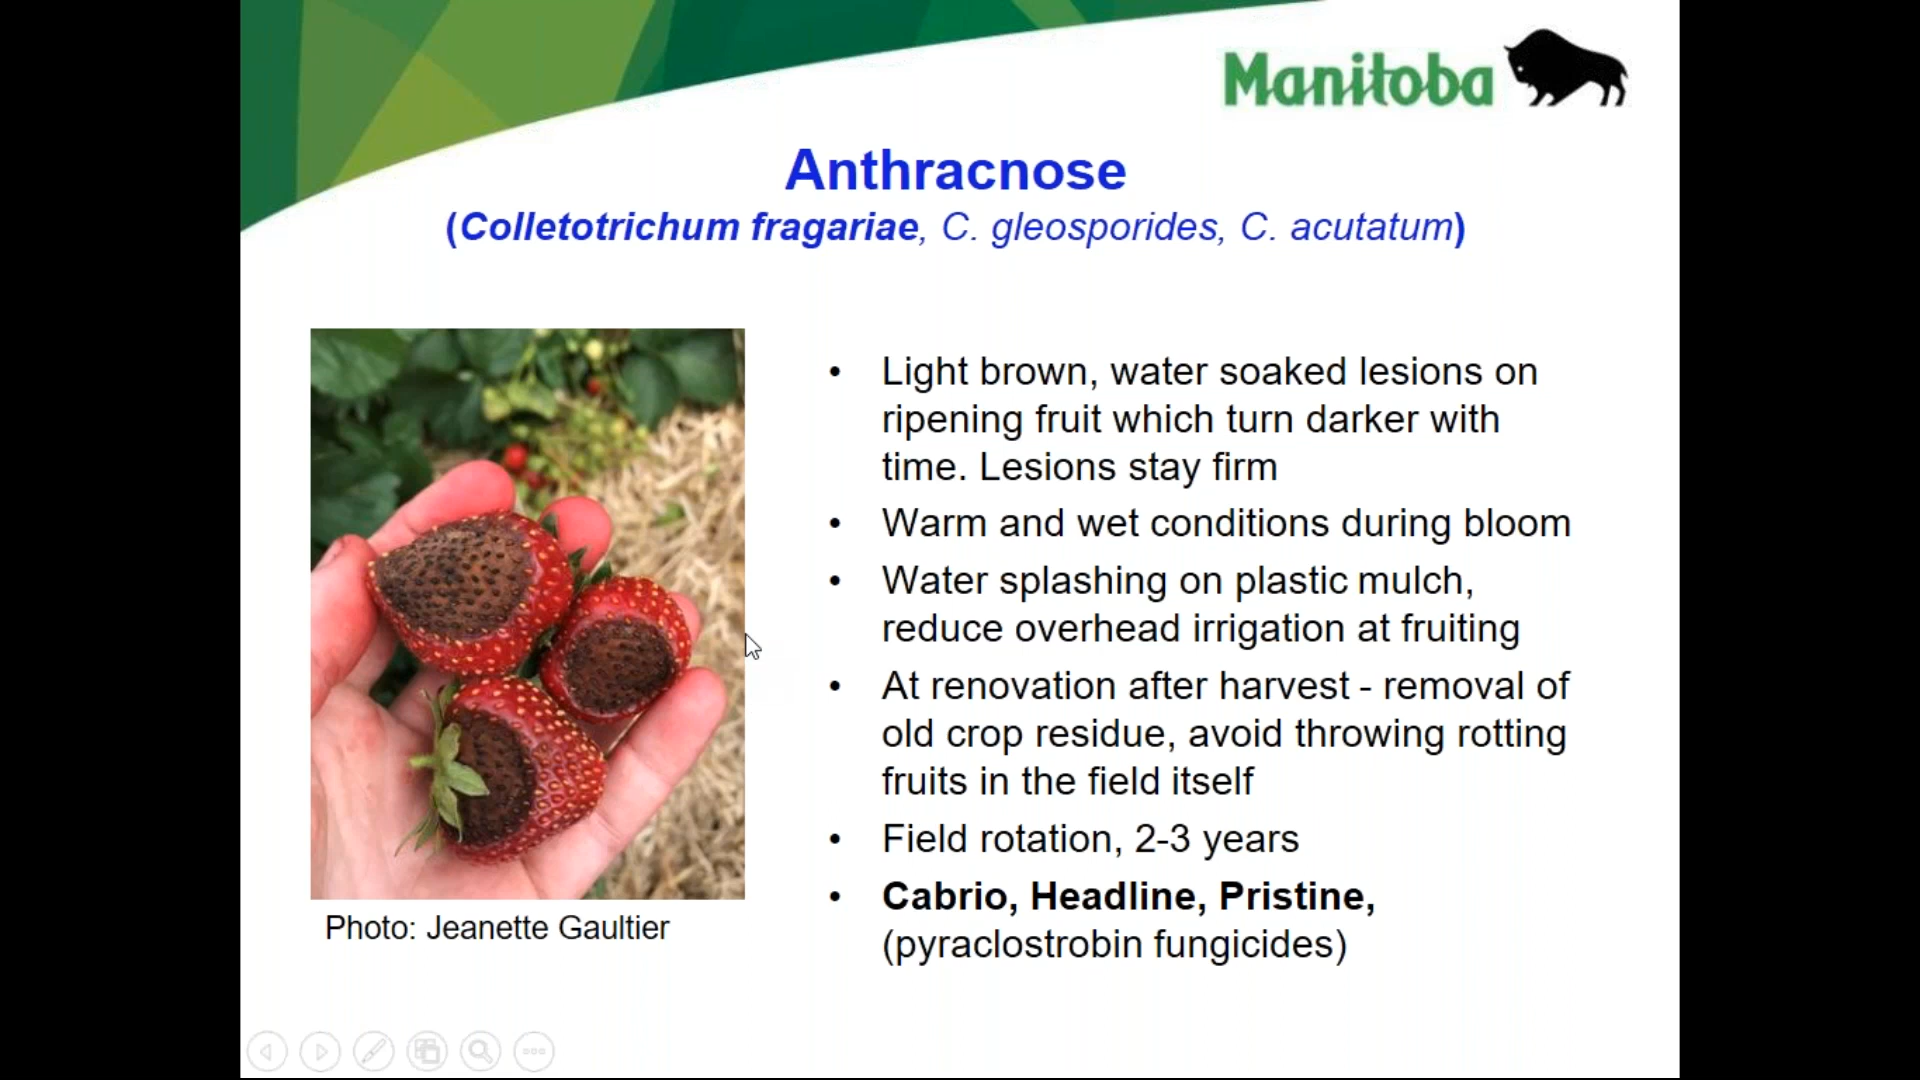 Manitoba
Anthracnose
(Colletotrichum fragariae, C. gleosporides, C. acutatum)
• Light brown, water soaked lesions on
ripening fruit which turn darker with
time. Lesions stay firm
• Warm and wet conditions during bloom
• Water splashing on plastic mulch,
reduce overhead irrigation at fruiting
• At renovation after harvest - removal of
old crop residue, avoid throwing rotting
fruits in the field itself
• Field rotation, 2-3 years
• Cabrio, Headline, Pristine,
(pyraclostrobin fungicides)
Photo: Jeanette Gaultier